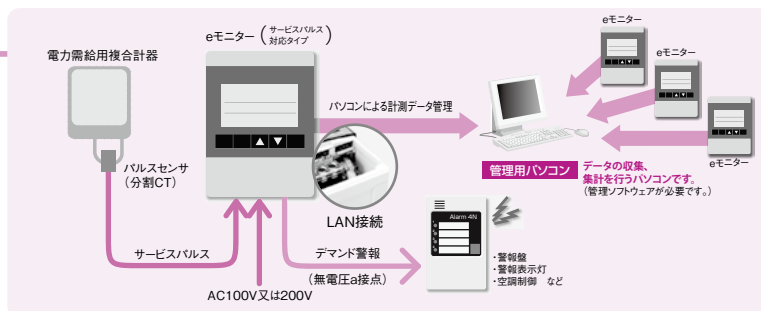 電力需給用複合計器
eモニター（サービスパルス対応タイプ）
パルスセンサ
（分割CT）
サービスパルス
AC100V又は200V
LAN接続
パソコンによる計測データ管理
デマンド警報
（無電圧a接点）
Alarm 4N
・警報盤
・警報表示灯
・空調制御　など
管理用パソコン
データの収集、
集計を行うパソコンです。
（管理ソフトウェアが必要です。）
eモニター
eモニター
eモニター